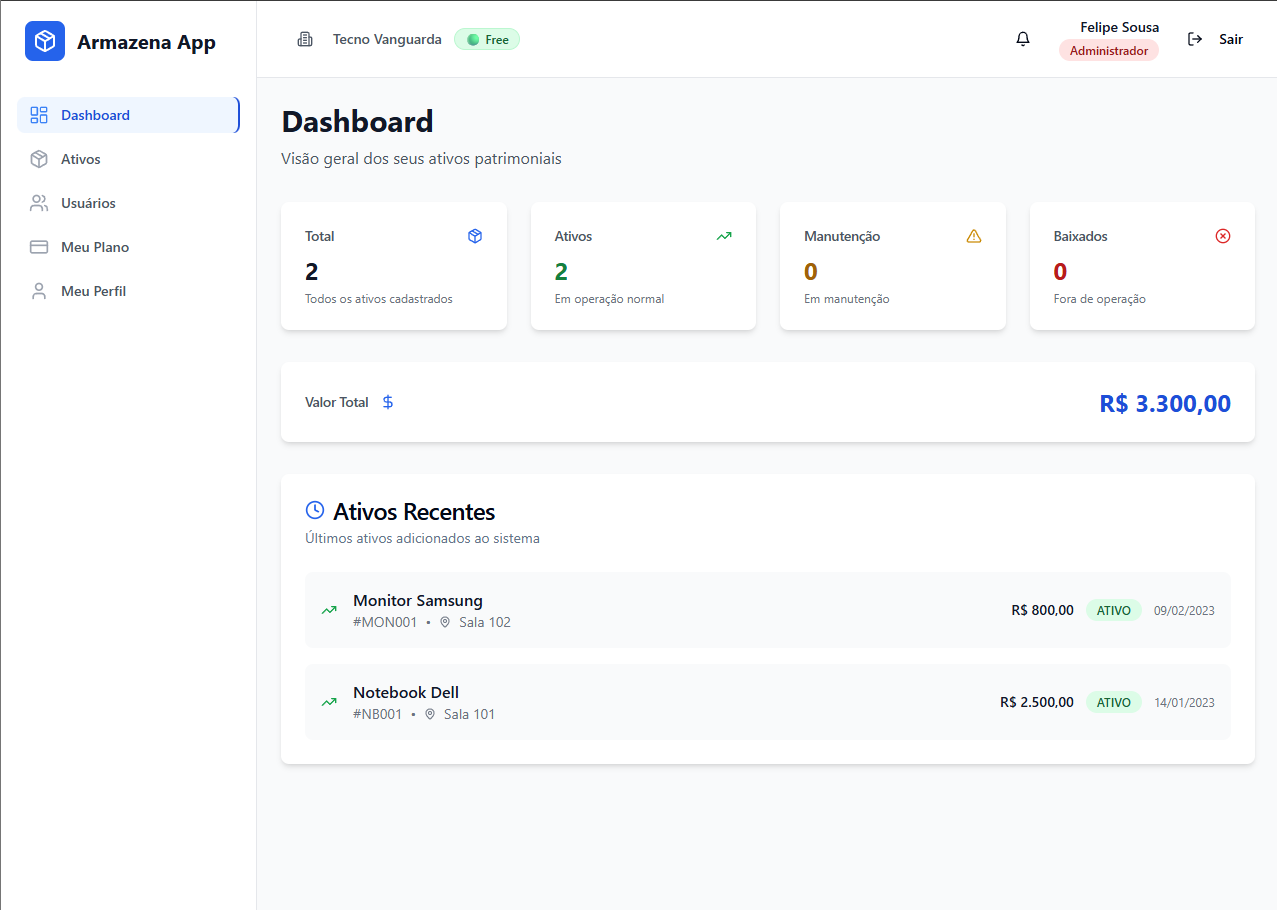 Armazena App
Dashboard
Ativos
Usuários
Meu Plano
Meu Perfil
Tecno Vanguarda Free
Felipe Sousa
Administrador
Sair
Dashboard
Visão geral dos seus ativos patrimoniais
Total
2
Todos os ativos cadastrados
Ativos
2
Em operação normal
Manutenção
0
Em manutenção
Baixados
0
Fora de operação
Valor Total $ R$ 3.300,00
Ativos Recentes
Últimos ativos adicionados ao sistema
Monitor Samsung
#MON001 • Sala 102
R$ 800,00 ATIVO 09/02/2023
Notebook Dell
#NB001 • Sala 101
R$ 2.500,00 ATIVO 14/01/2023